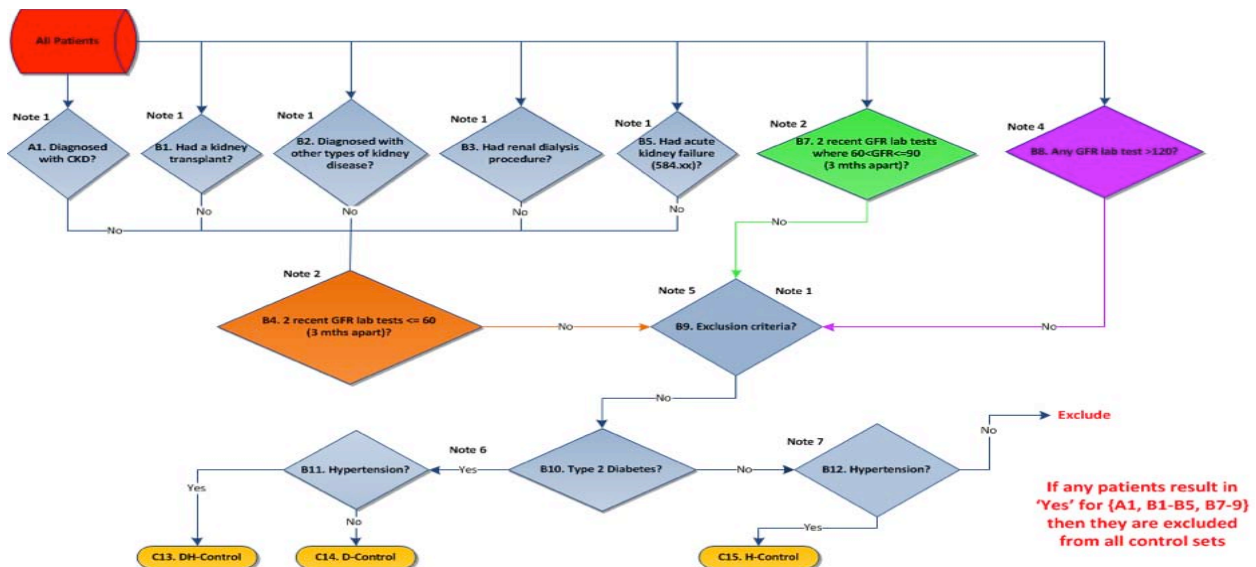 All Patients
Note 1
A1. Diagnosed
with CKD?
Note 1
B1. Had a kidney
transplant?
Note 1
B2. Diagnosed with
other types of kidney
disease?
Note 1
B3. Had renal dialysis
procedure?
Note 1
B5. Had acute
kidney failure
(584.xx)?
Note 2
B7. 2 recent GFR lab tests
where 60<GFR<=90
(3 mths apart)?
Note 4
B8. Any GFR lab test >120?
No
No
No
No
No
No
Note 2
B4. 2 recent GFR lab tests <= 60
(3 mths apart)?
No
Note 5
Note 1
B9. Exclusion criteria?
No
No
Note 6
B11. Hypertension?
Yes
B10. Type 2 Diabetes?
No
Note 7
B12. Hypertension?
No
Exclude
Yes
No
Yes
C13. DH-Control
C14. D-Control
C15. H-Control
If any patients result in
'Yes' for {A1, B1-B5, B7-9}
then they are excluded
from all control sets